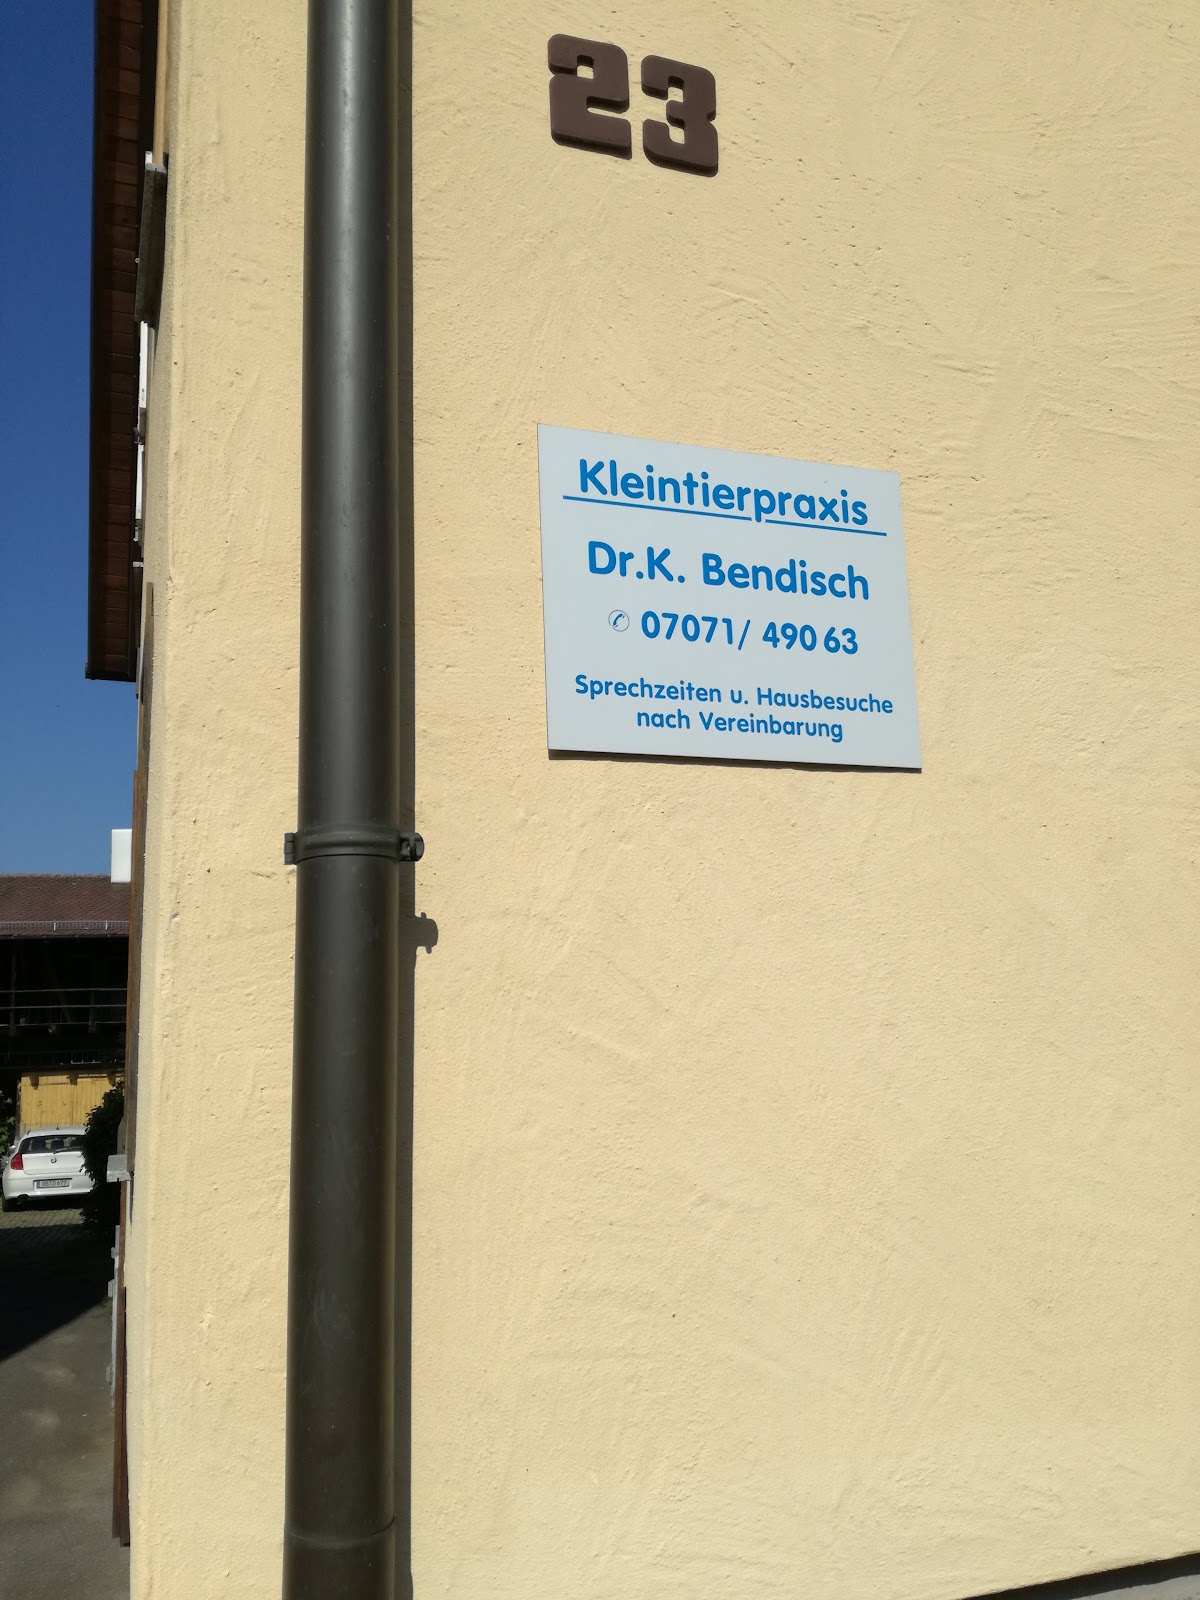 23
Kleintierpraxis
Dr.K. Bendisch
✆ 07071/ 490 63
Sprechzeiten u. Hausbesuche
nach Vereinbarung